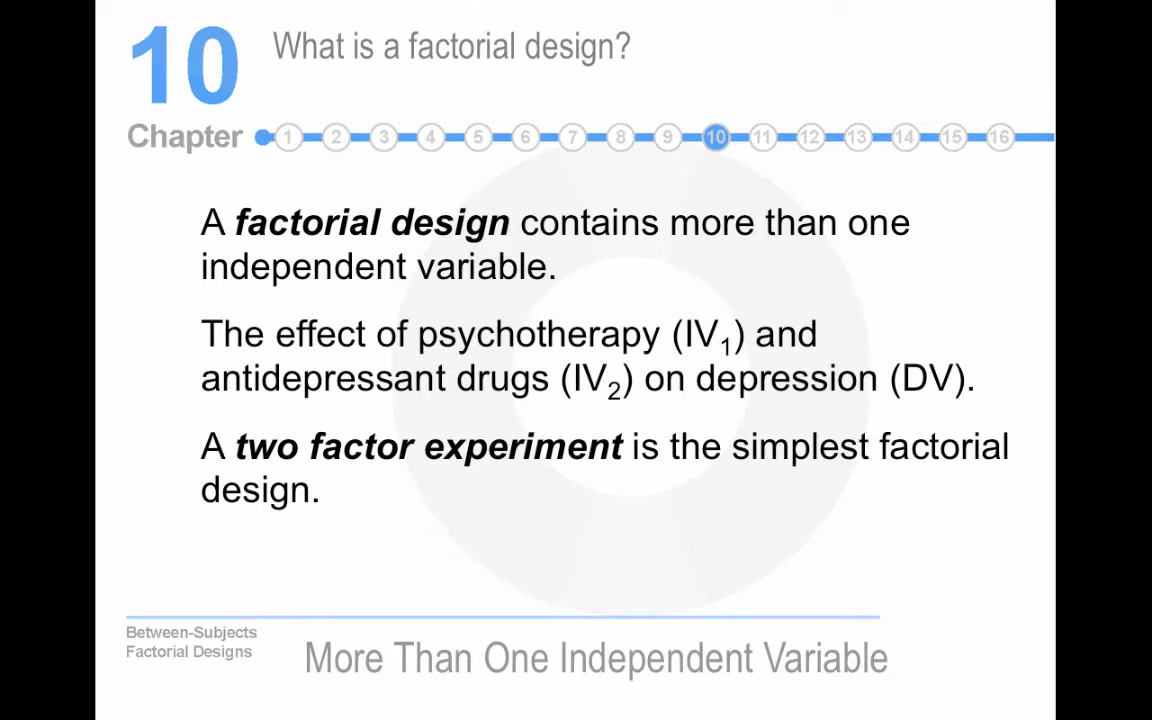 10
What is a factorial design?
Chapter 1 2 3 4 5 6 7 8 9 10 11 12 13 14 15 16
A factorial design contains more than one
independent variable.
The effect of psychotherapy (IV₁) and
antidepressant drugs (IV₂) on depression (DV).
A two factor experiment is the simplest factorial
design.
Between-Subjects
Factorial Designs
More Than One Independent Variable